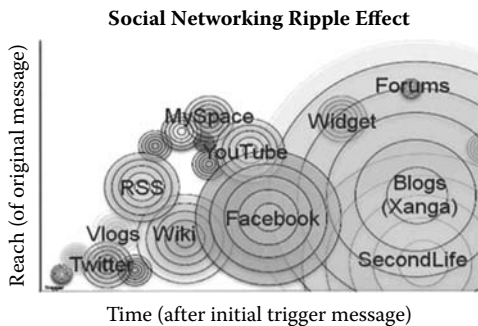 Social Networking Ripple Effect
Reach (of original message)
Forums
MySpace
Widget
YouTube
RSS
Blogs
(Xanga)
Facebook
Vlogs
Wiki
SecondLife
Twitter
Time (after initial trigger message)